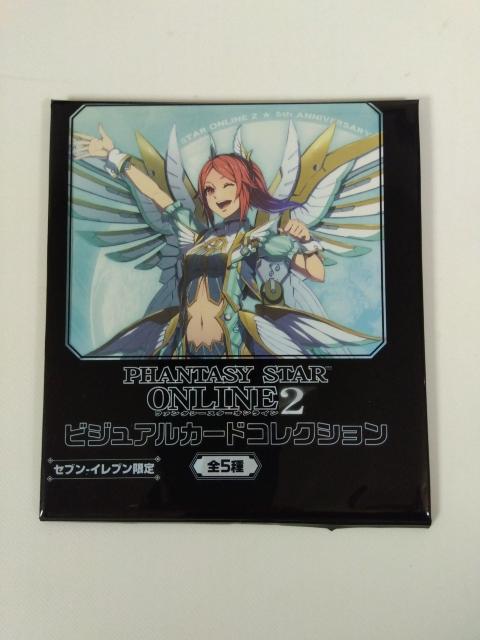 STAR ONLINE 2 ★ 5th ANNIVERSARY
PHANTASY STAR
ONLINE 2
ファンタシースターオンライン
ビジュアルカードコレクション
セブン-イレブン限定
全5種